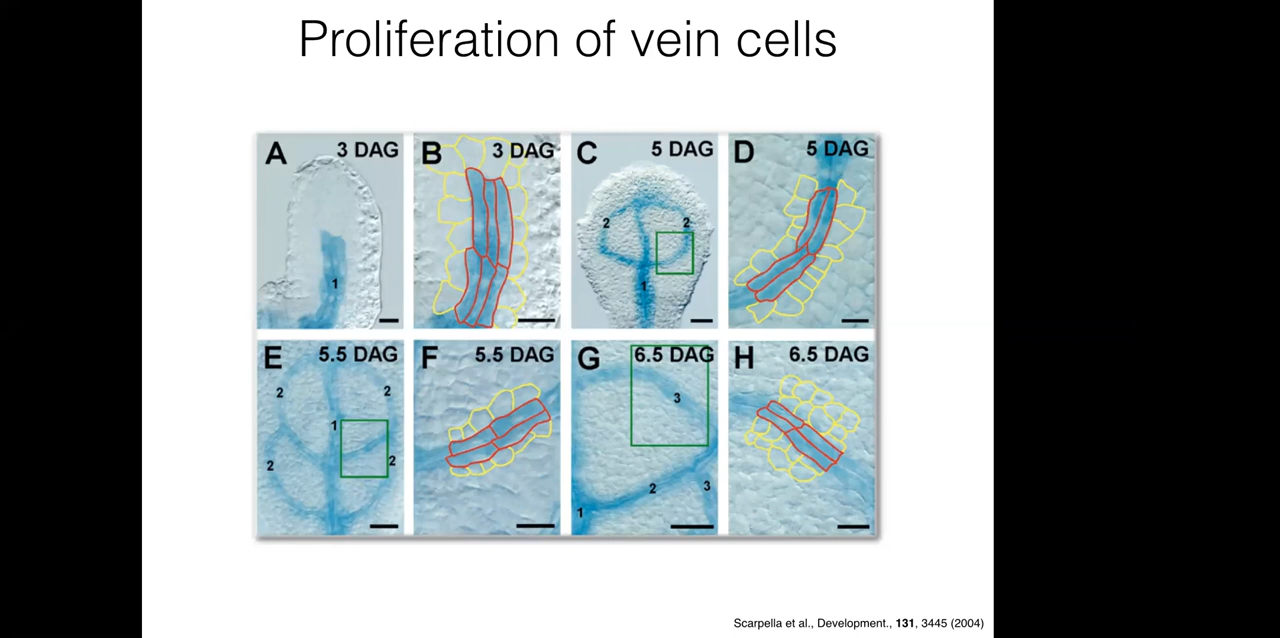 Proliferation of vein cells
A 3 DAG
B 3 DAG
C 5 DAG
D 5 DAG
1
2 2
1
E 5.5 DAG
F 5.5 DAG
G 6.5 DAG
H 6.5 DAG
2 2
1
2 2
3
2 3
1
Scarpella et al., Development., 131, 3445 (2004)